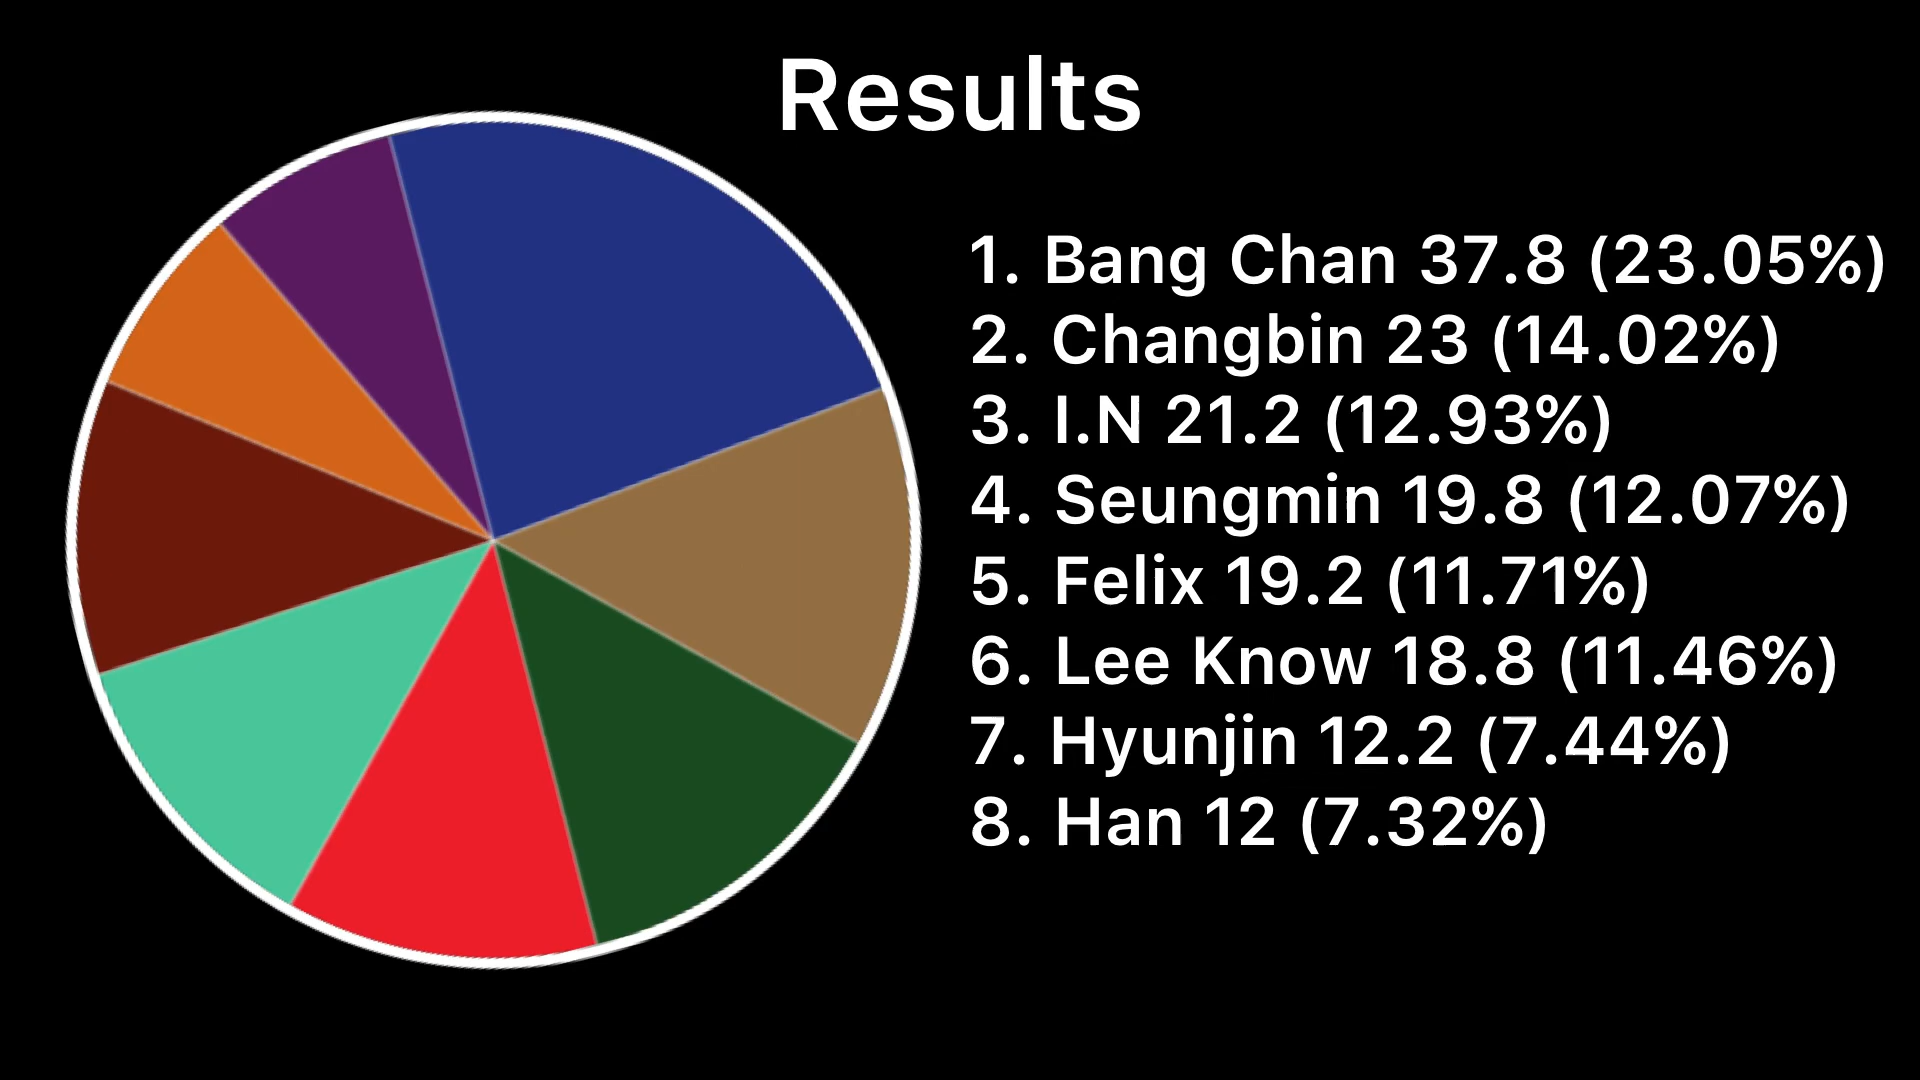 Results
1. Bang Chan 37.8 (23.05%)
2. Changbin 23 (14.02%)
3. I.N 21.2 (12.93%)
4. Seungmin 19.8 (12.07%)
5. Felix 19.2 (11.71%)
6. Lee Know 18.8 (11.46%)
7. Hyunjin 12.2 (7.44%)
8. Han 12 (7.32%)